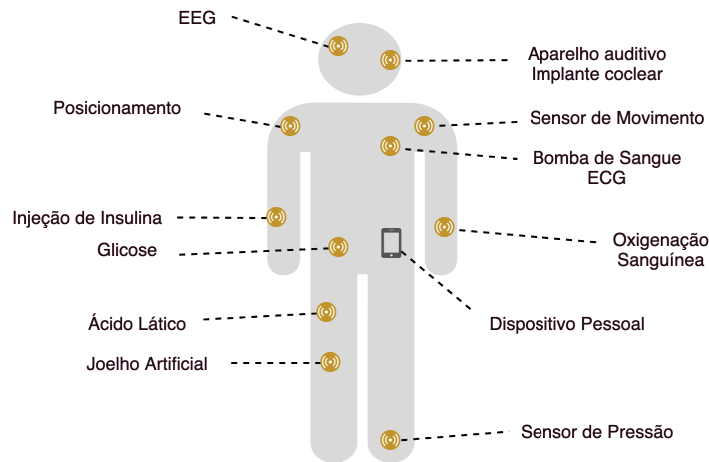 EEG
Aparelho auditivo
Implante coclear
Posicionamento
Sensor de Movimento
Bomba de Sangue
ECG
Injeção de Insulina
Glicose
Oxigenação
Sanguínea
Ácido Lático
Dispositivo Pessoal
Joelho Artificial
Sensor de Pressão